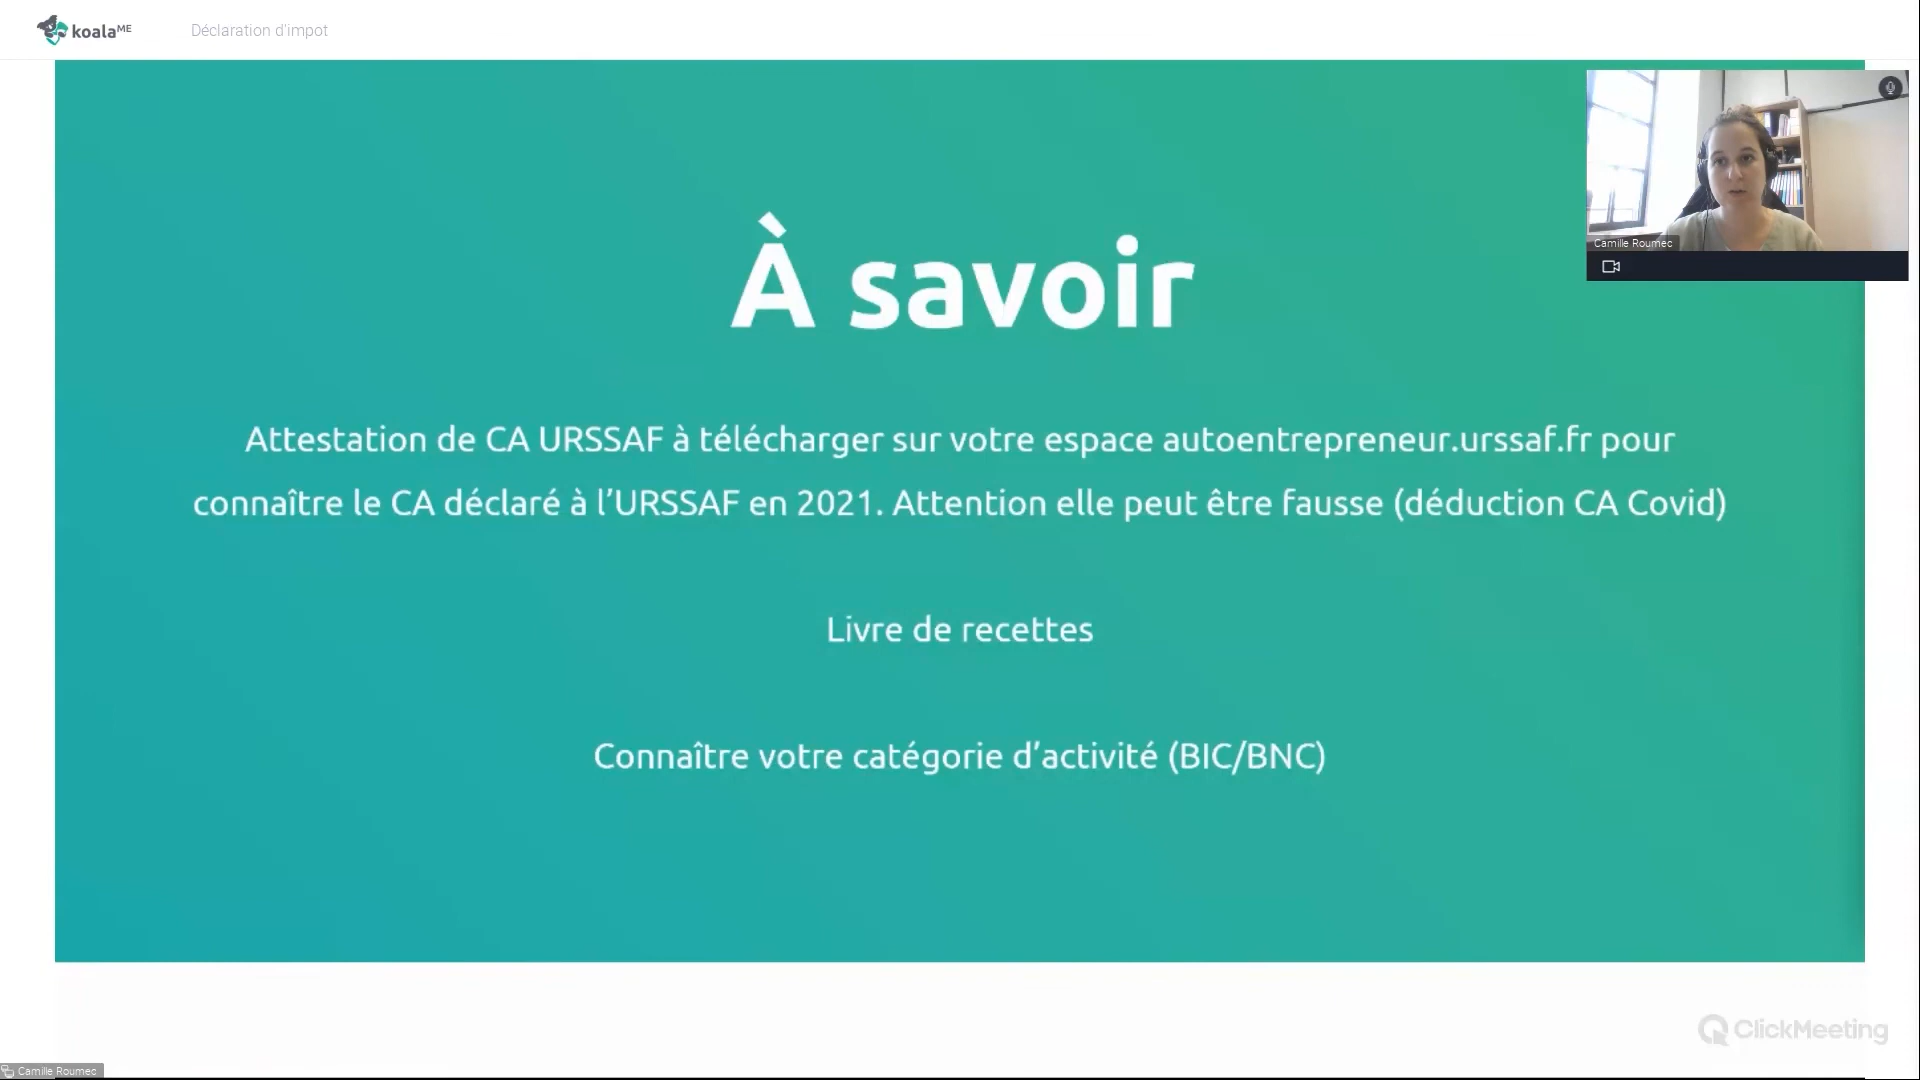 koala ME
Déclaration d'impot
Camille Roumec
À savoir
Attestation de CA URSSAF à télécharger sur votre espace autoentrepreneur.urssaf.fr pour
connaître le CA déclaré à l’URSSAF en 2021. Attention elle peut être fausse (déduction CA Covid)
Livre de recettes
Connaître votre catégorie d’activité (BIC/BNC)
ClickMeeting
Camille Roumec